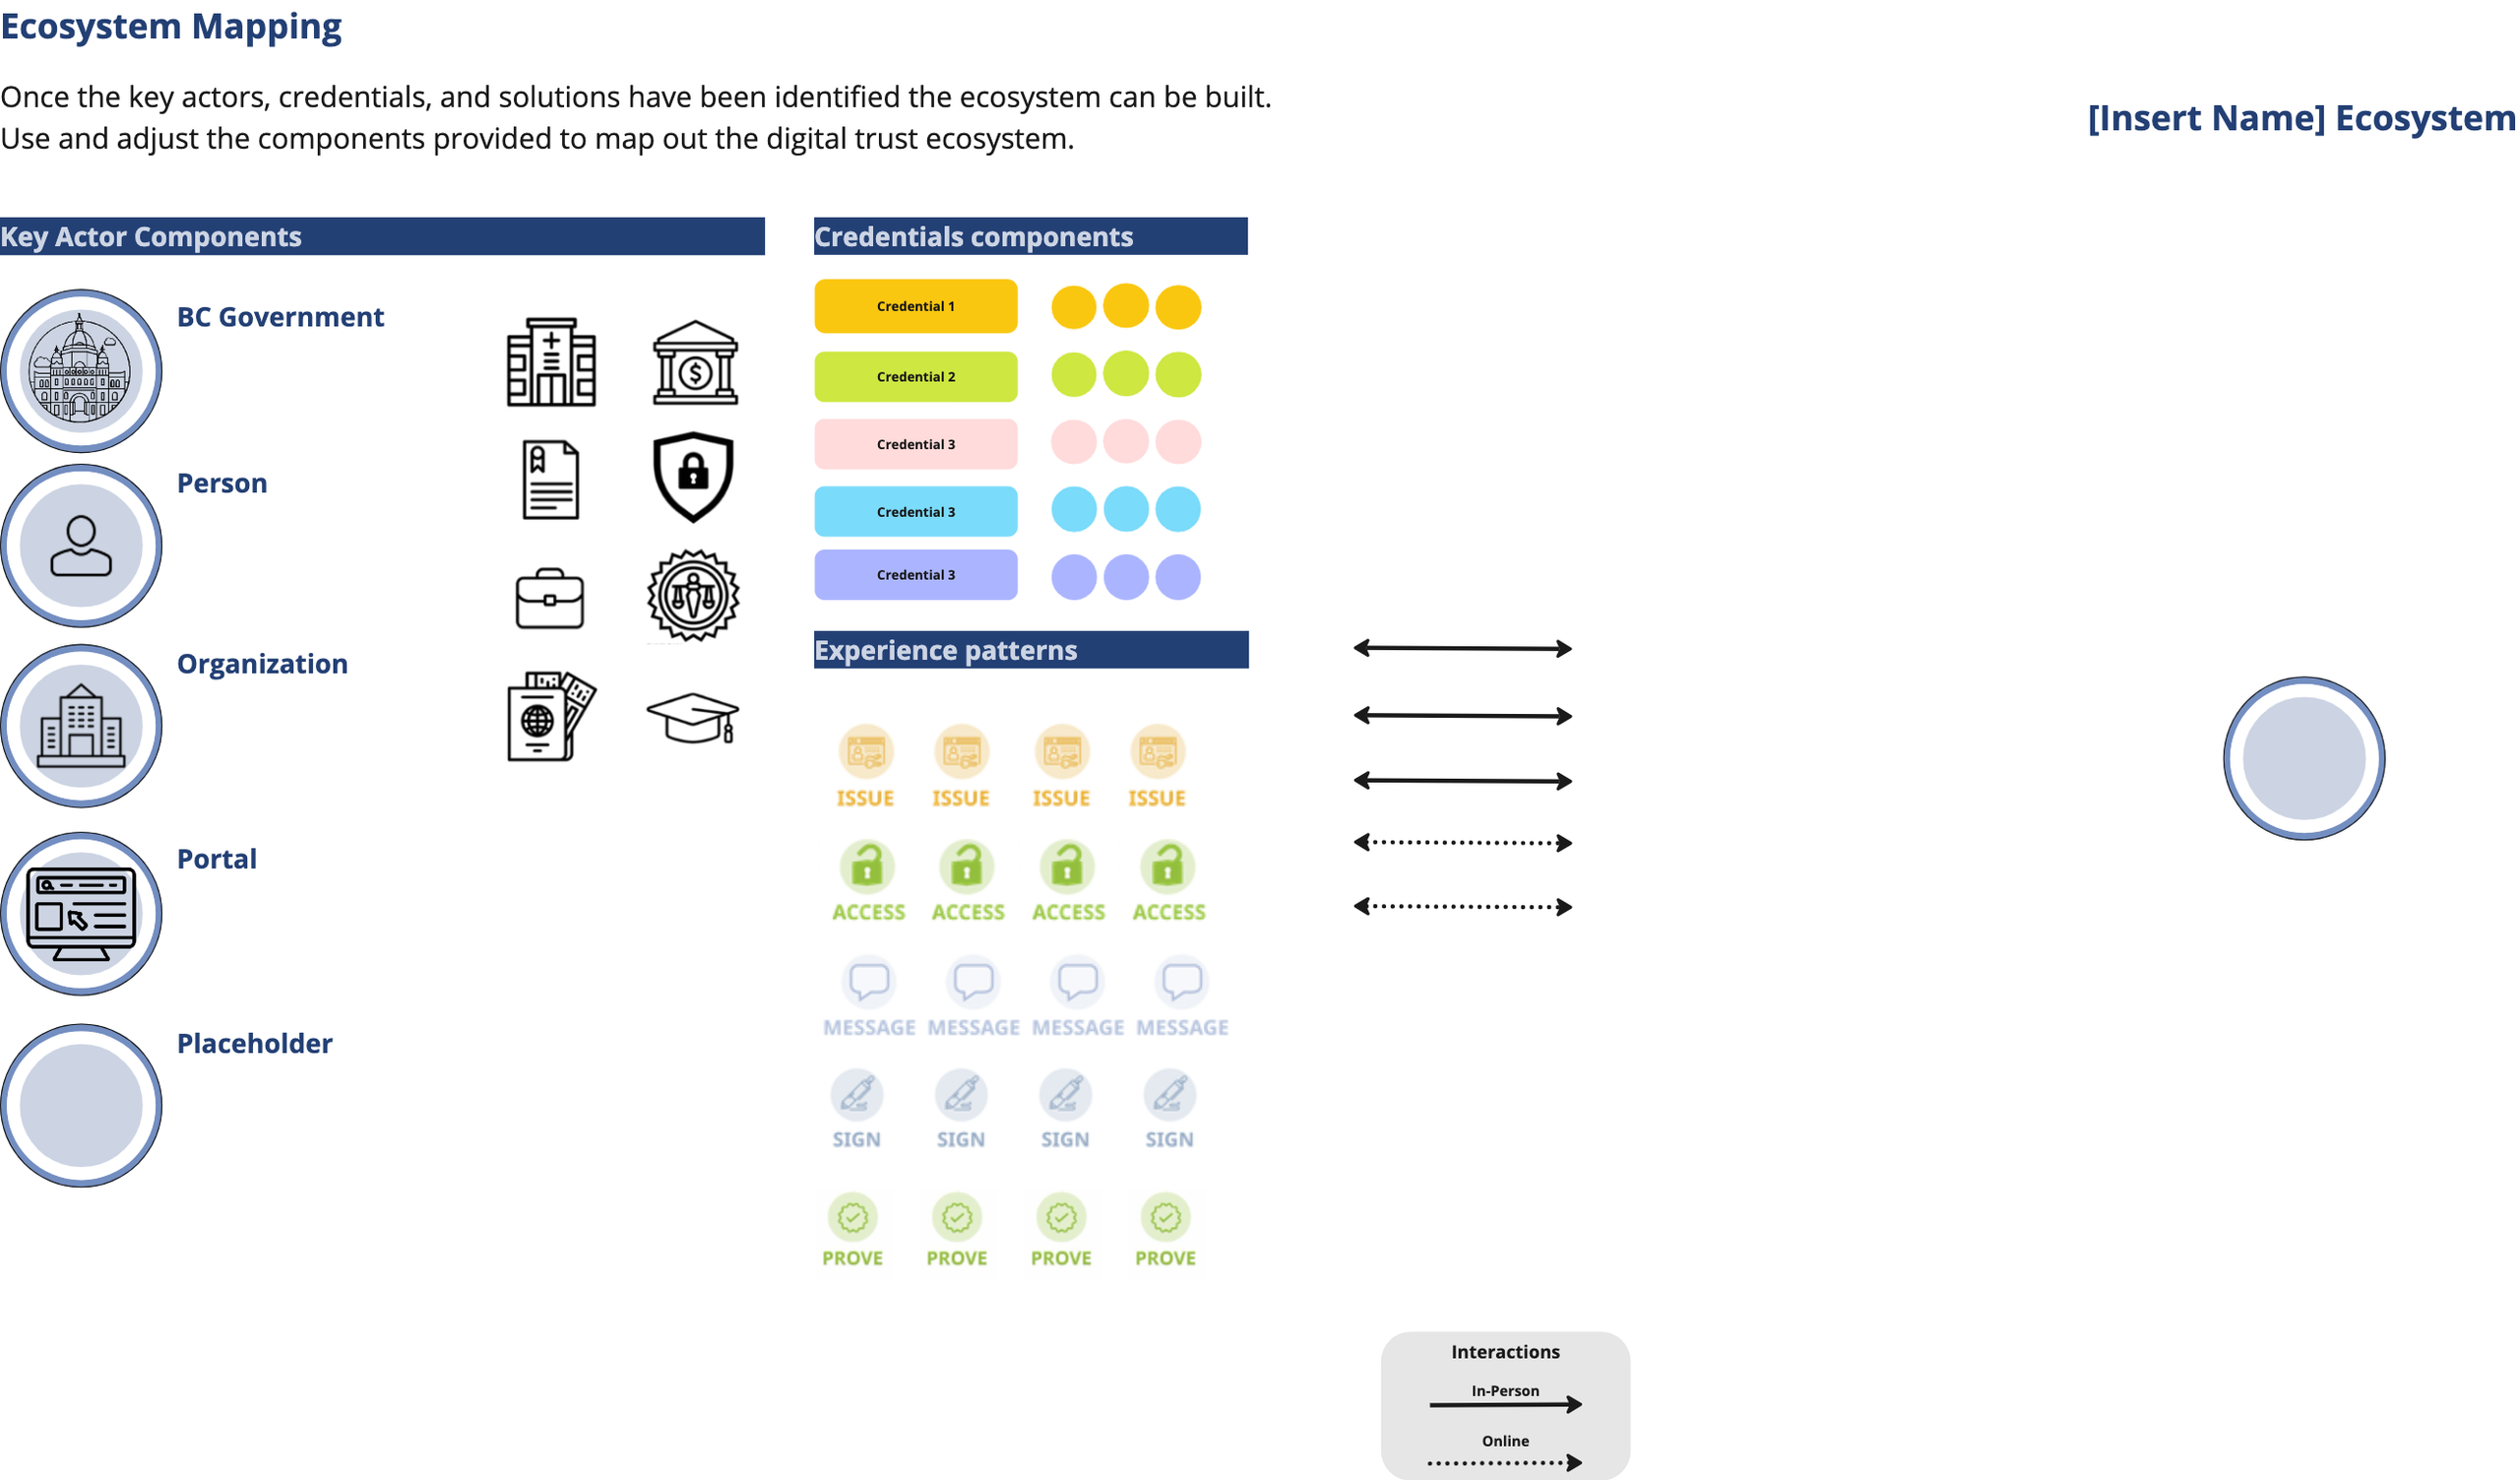 Ecosystem Mapping
Once the key actors, credentials, and solutions have been identified the ecosystem can be built.
Use and adjust the components provided to map out the digital trust ecosystem.
[Insert Name] Ecosystem
Key Actor Components
BC Government
Person
Organization
Portal
Placeholder
Credentials components
Credential 1
Credential 2
Credential 3
Credential 3
Credential 3
Experience patterns
ISSUE ISSUE ISSUE ISSUE
ACCESS ACCESS ACCESS ACCESS
MESSAGE MESSAGE MESSAGE MESSAGE
SIGN SIGN SIGN SIGN
PROVE PROVE PROVE PROVE
Interactions
In-Person
Online